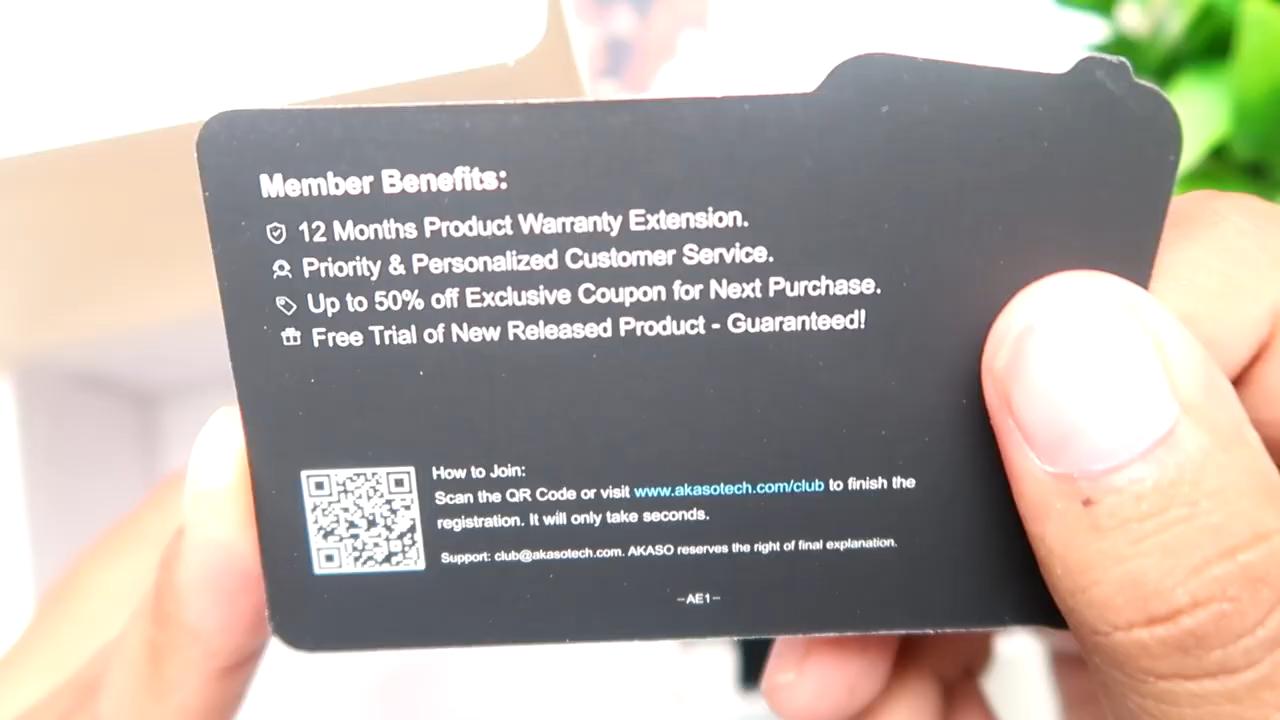 Member Benefits:
12 Months Product Warranty Extension.
Priority & Personalized Customer Service.
Up to 50% off Exclusive Coupon for Next Purchase.
Free Trial of New Released Product - Guaranteed!
How to Join:
Scan the QR Code or visit www.akasotech.com/club to finish the
registration. It will only take seconds.
Support: club@akasotech.com. AKASO reserves the right of final explanation.
--AE1--